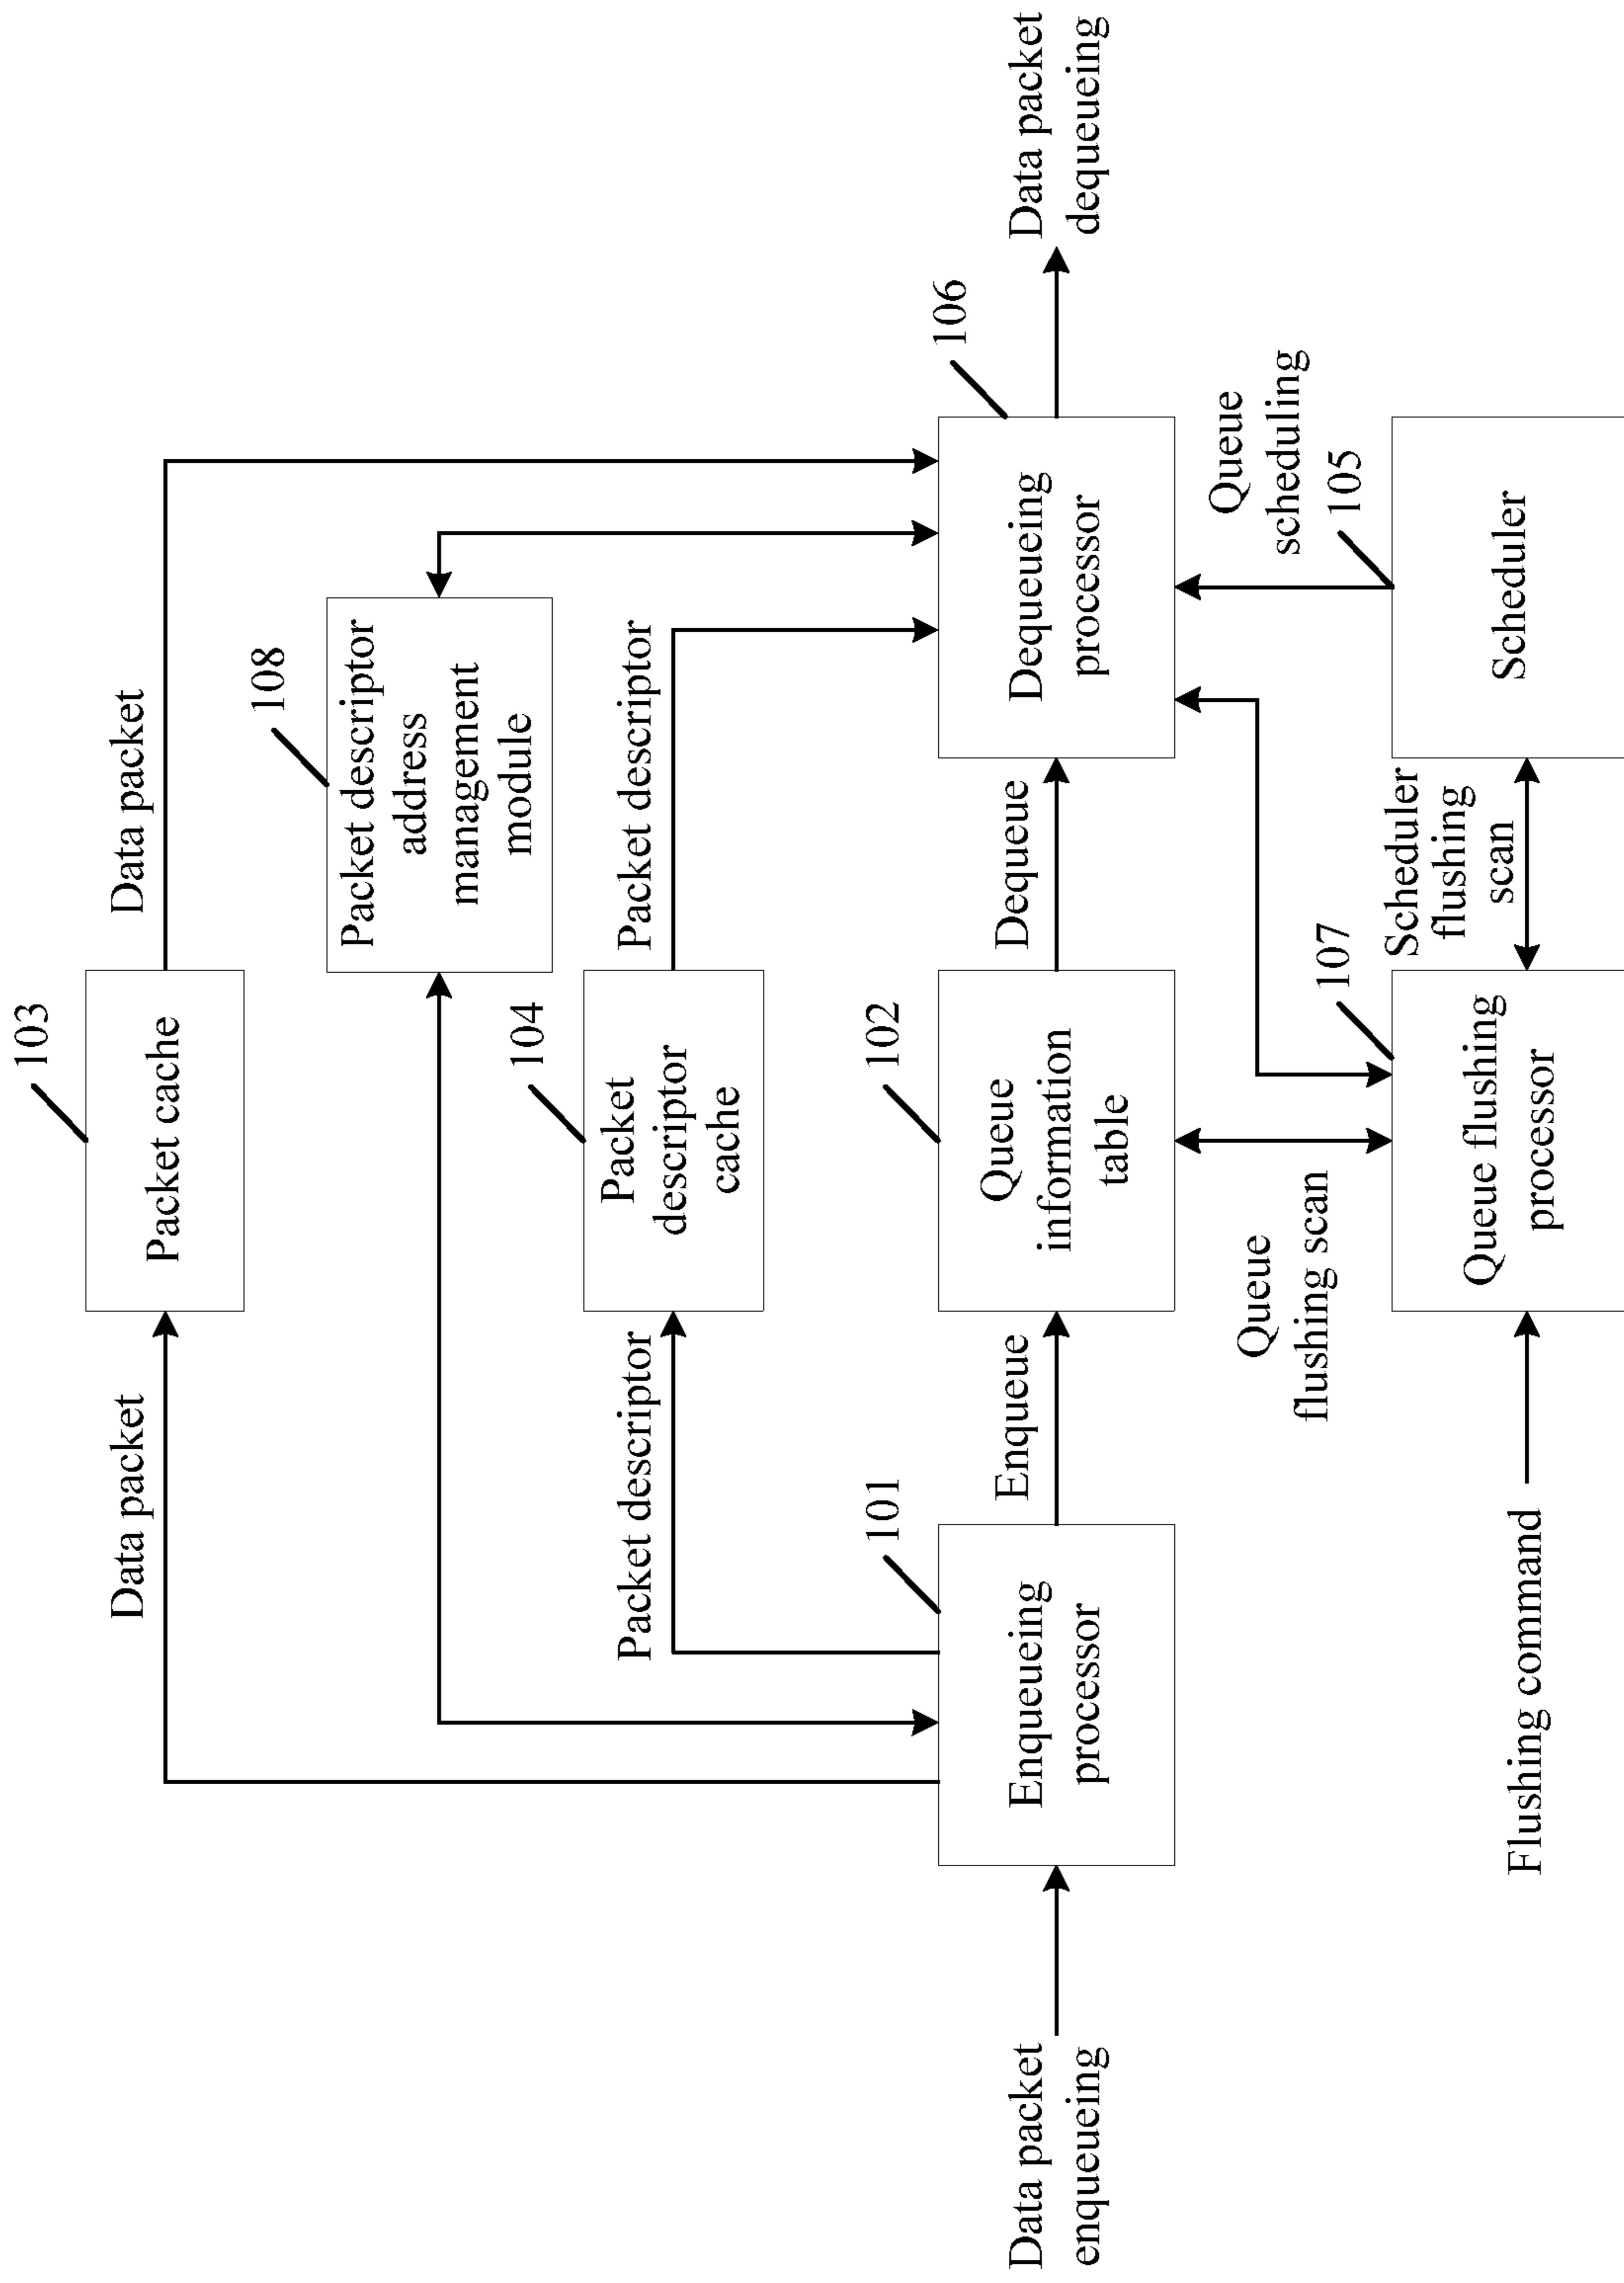 103
Data packet
Packet cache
Data packet
108
Packet descriptor
address
management
module
104
Packet descriptor
Packet
descriptor
cache
Packet descriptor
101
102
106
Data packet
enqueueing
Enqueueing
processor
Enqueue
Queue
information
table
Dequeue
Dequeueing
processor
Data packet
dequeueing
Queue
flushing scan
107
Queue
scheduling
105
Flushing command
Queue flushing
processor
Scheduler
flushing
scan
Scheduler